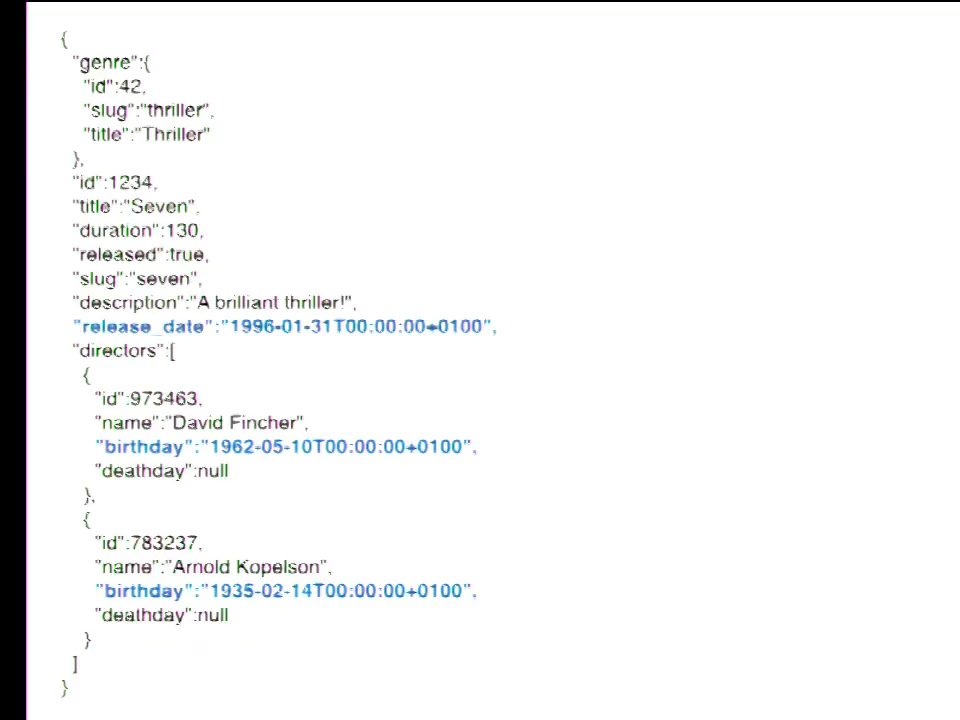 {
"genre":{
"id":42,
"slug":"thriller",
"title":"Thriller"
},
"id":1234,
"title":"Seven",
"duration":130,
"released":true,
"slug":"seven",
"description":"A brilliant thriller!",
"release_date":"1996-01-31T00:00:00+0100",
"directors":[
{
"id":973463,
"name":"David Fincher",
"birthday":"1962-05-10T00:00:00+0100",
"deathday":null
},
{
"id":783237,
"name":"Arnold Kopelson",
"birthday":"1935-02-14T00:00:00+0100",
"deathday":null
}
]
}